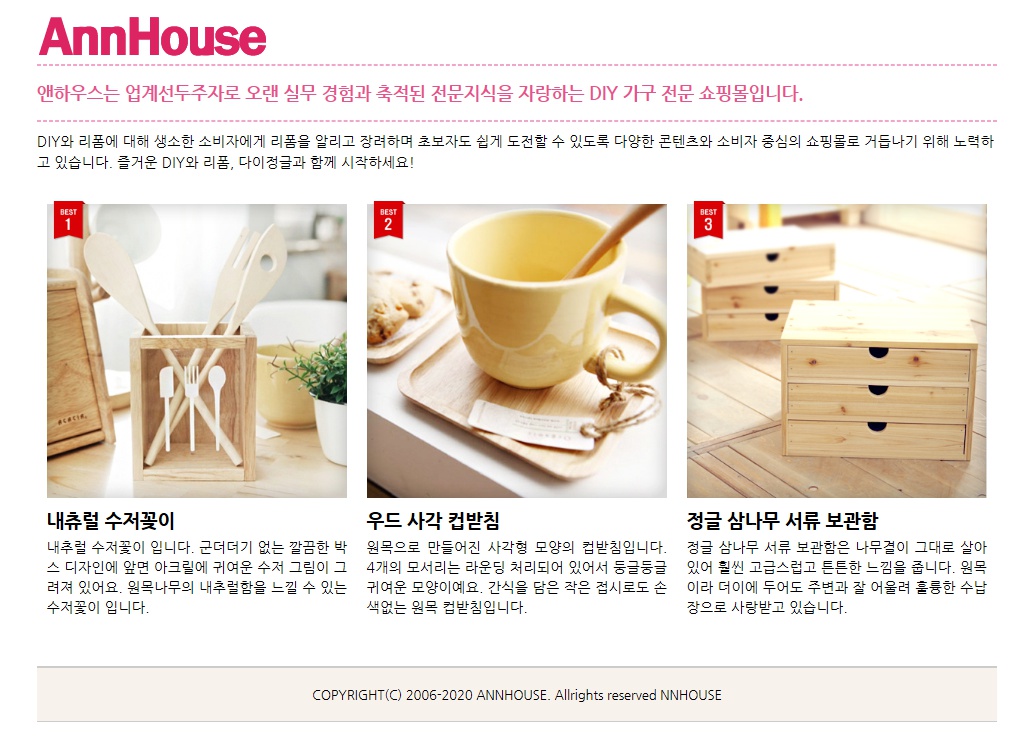 AnnHouse
앤하우스는 업계선두주자로 오랜 실무 경험과 축적된 전문지식을 자랑하는 DIY 가구 전문 쇼핑몰입니다.
DIY와 리폼에 대해 생소한 소비자에게 리폼을 알리고 장려하며 초보자도 쉽게 도전할 수 있도록 다양한 콘텐츠와 소비자 중심의 쇼핑몰로 거듭나기 위해 노력하
고 있습니다. 즐거운 DIY와 리폼, 다이정글과 함께 시작하세요!
BEST
1
acacia.
내츄럴 수저꽂이
내추럴 수저꽂이 입니다. 군더더기 없는 깔끔한 박
스 디자인에 앞면 아크릴에 귀여운 수저 그림이 그
려져 있어요. 원목나무의 내추럴함을 느낄 수 있는
수저꽂이 입니다.
BEST
2
우드 사각 컵받침
원목으로 만들어진 사각형 모양의 컵받침입니다.
4개의 모서리는 라운딩 처리되어 있어서 둥글둥글
귀여운 모양이예요. 간식을 담은 작은 접시로도 손
색없는 원목 컵받침입니다.
BEST
3
정글 삼나무 서류 보관함
정글 삼나무 서류 보관함은 나무결이 그대로 살아
있어 훨씬 고급스럽고 튼튼한 느낌을 줍니다. 원목
이라 더이에 두어도 주변과 잘 어울려 훌륭한 수납
장으로 사랑받고 있습니다.
COPYRIGHT(C) 2006-2020 ANNHOUSE. Allrights reserved NNHOUSE